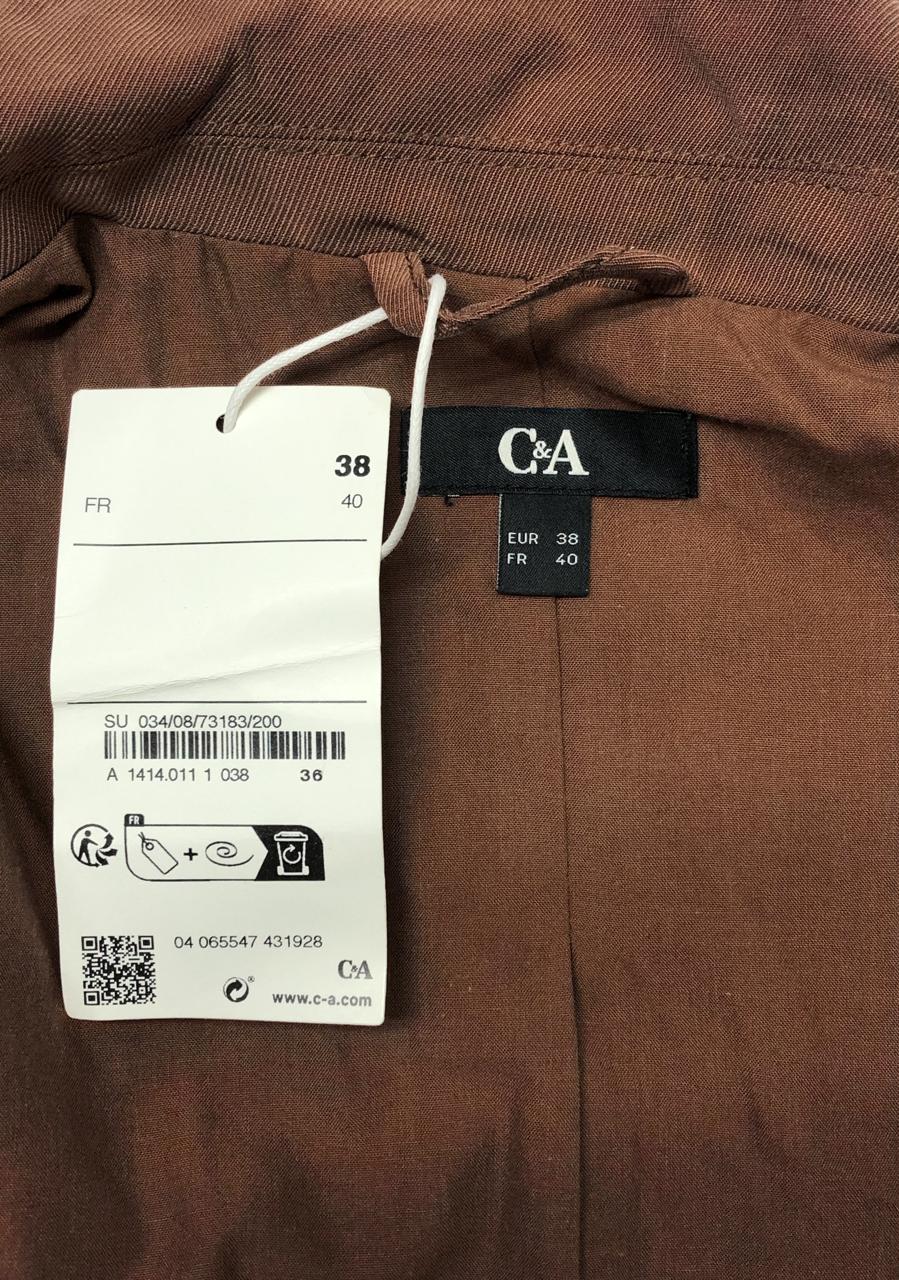 38
FR 40
SU 034/08/73183/200
A 1414.011 1 038 36
FR
04 065547 431928
C&A
www.c-a.com
C&A
EUR 38
FR 40